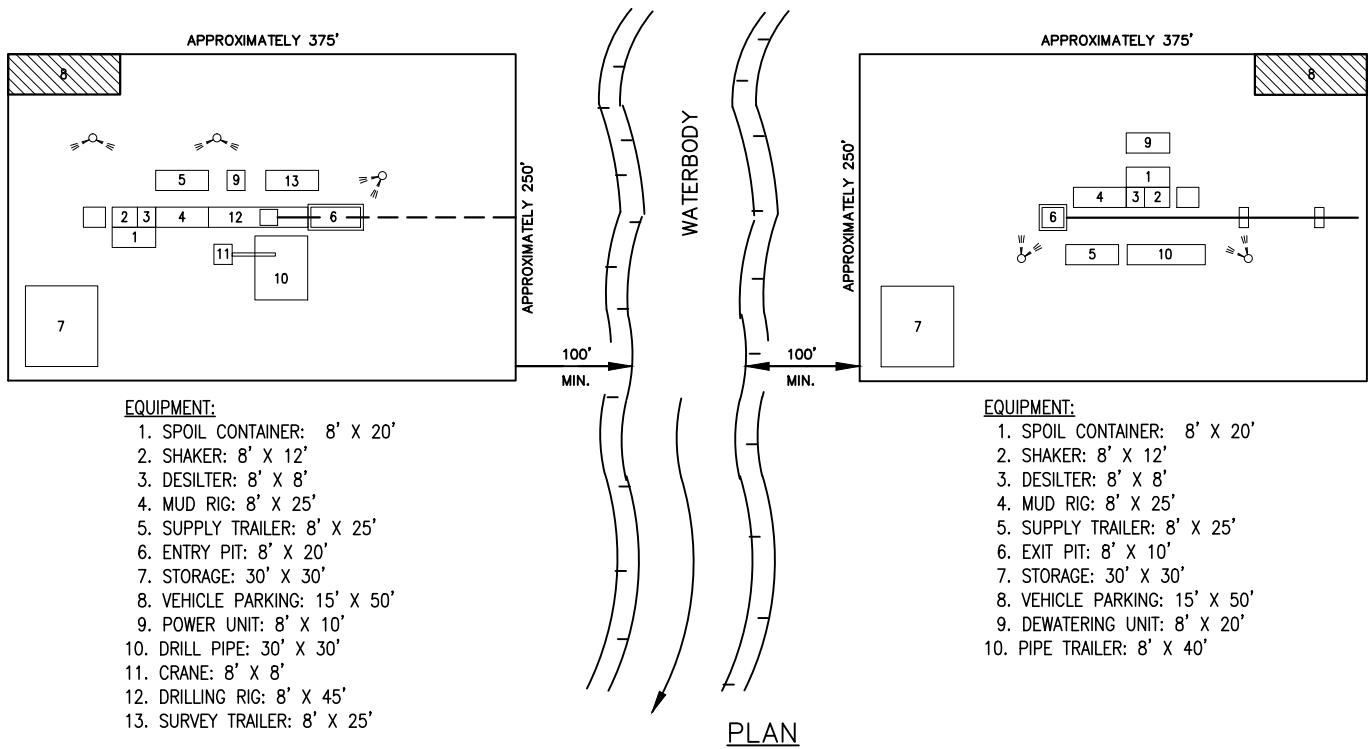 APPROXIMATELY 375'
8
5
9
13
2
3
4
12
6
1
11
10
7
APPROXIMATELY 250'
100'
MIN.
WATERBODY
APPROXIMATELY 375'
8
9
1
4
3
2
6
5
10
7
APPROXIMATELY 250'
100'
MIN.
EQUIPMENT:
1. SPOIL CONTAINER: 8' X 20'
2. SHAKER: 8' X 12'
3. DESILTER: 8' X 8'
4. MUD RIG: 8' X 25'
5. SUPPLY TRAILER: 8' X 25'
6. ENTRY PIT: 8' X 20'
7. STORAGE: 30' X 30'
8. VEHICLE PARKING: 15' X 50'
9. POWER UNIT: 8' X 10'
10. DRILL PIPE: 30' X 30'
11. CRANE: 8' X 8'
12. DRILLING RIG: 8' X 45'
13. SURVEY TRAILER: 8' X 25'
EQUIPMENT:
1. SPOIL CONTAINER: 8' X 20'
2. SHAKER: 8' X 12'
3. DESILTER: 8' X 8'
4. MUD RIG: 8' X 25'
5. SUPPLY TRAILER: 8' X 25'
6. EXIT PIT: 8' X 10'
7. STORAGE: 30' X 30'
8. VEHICLE PARKING: 15' X 50'
9. DEWATERING UNIT: 8' X 20'
10. PIPE TRAILER: 8' X 40'
PLAN